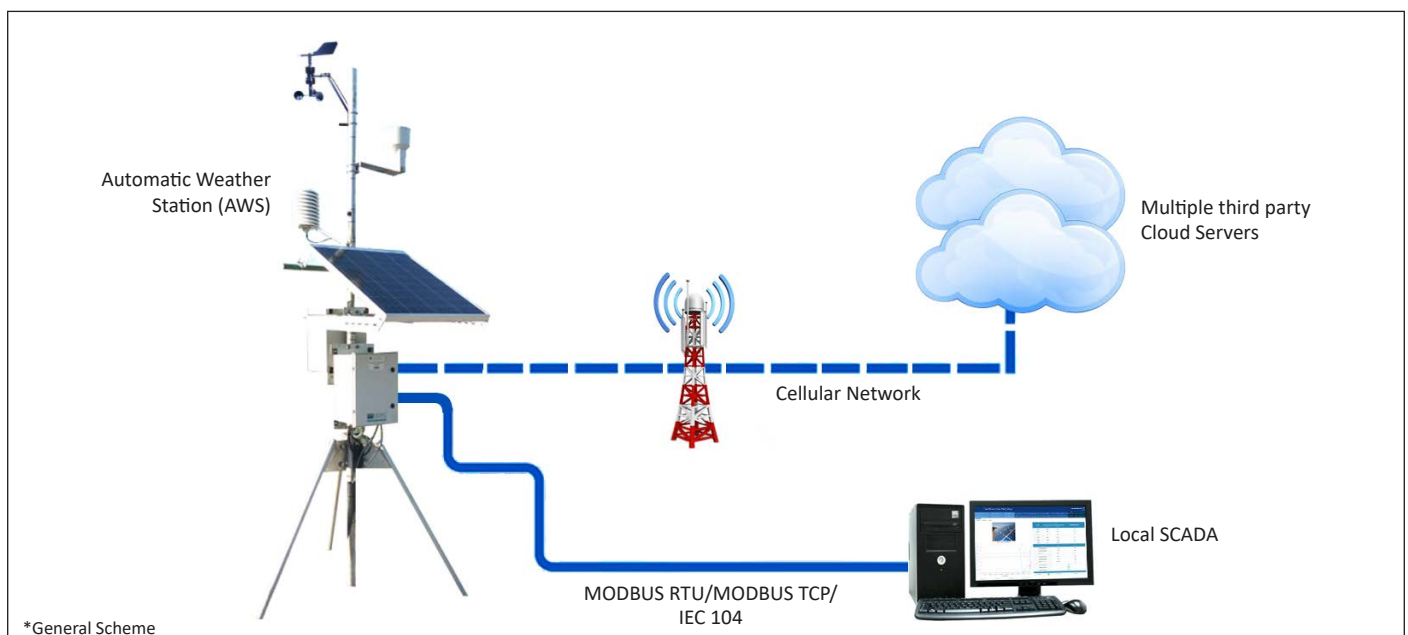 Automatic Weather
Station (AWS)
Multiple third party
Cloud Servers
Cellular Network
Local SCADA
MODBUS RTU/MODBUS TCP/
IEC 104
*General Scheme